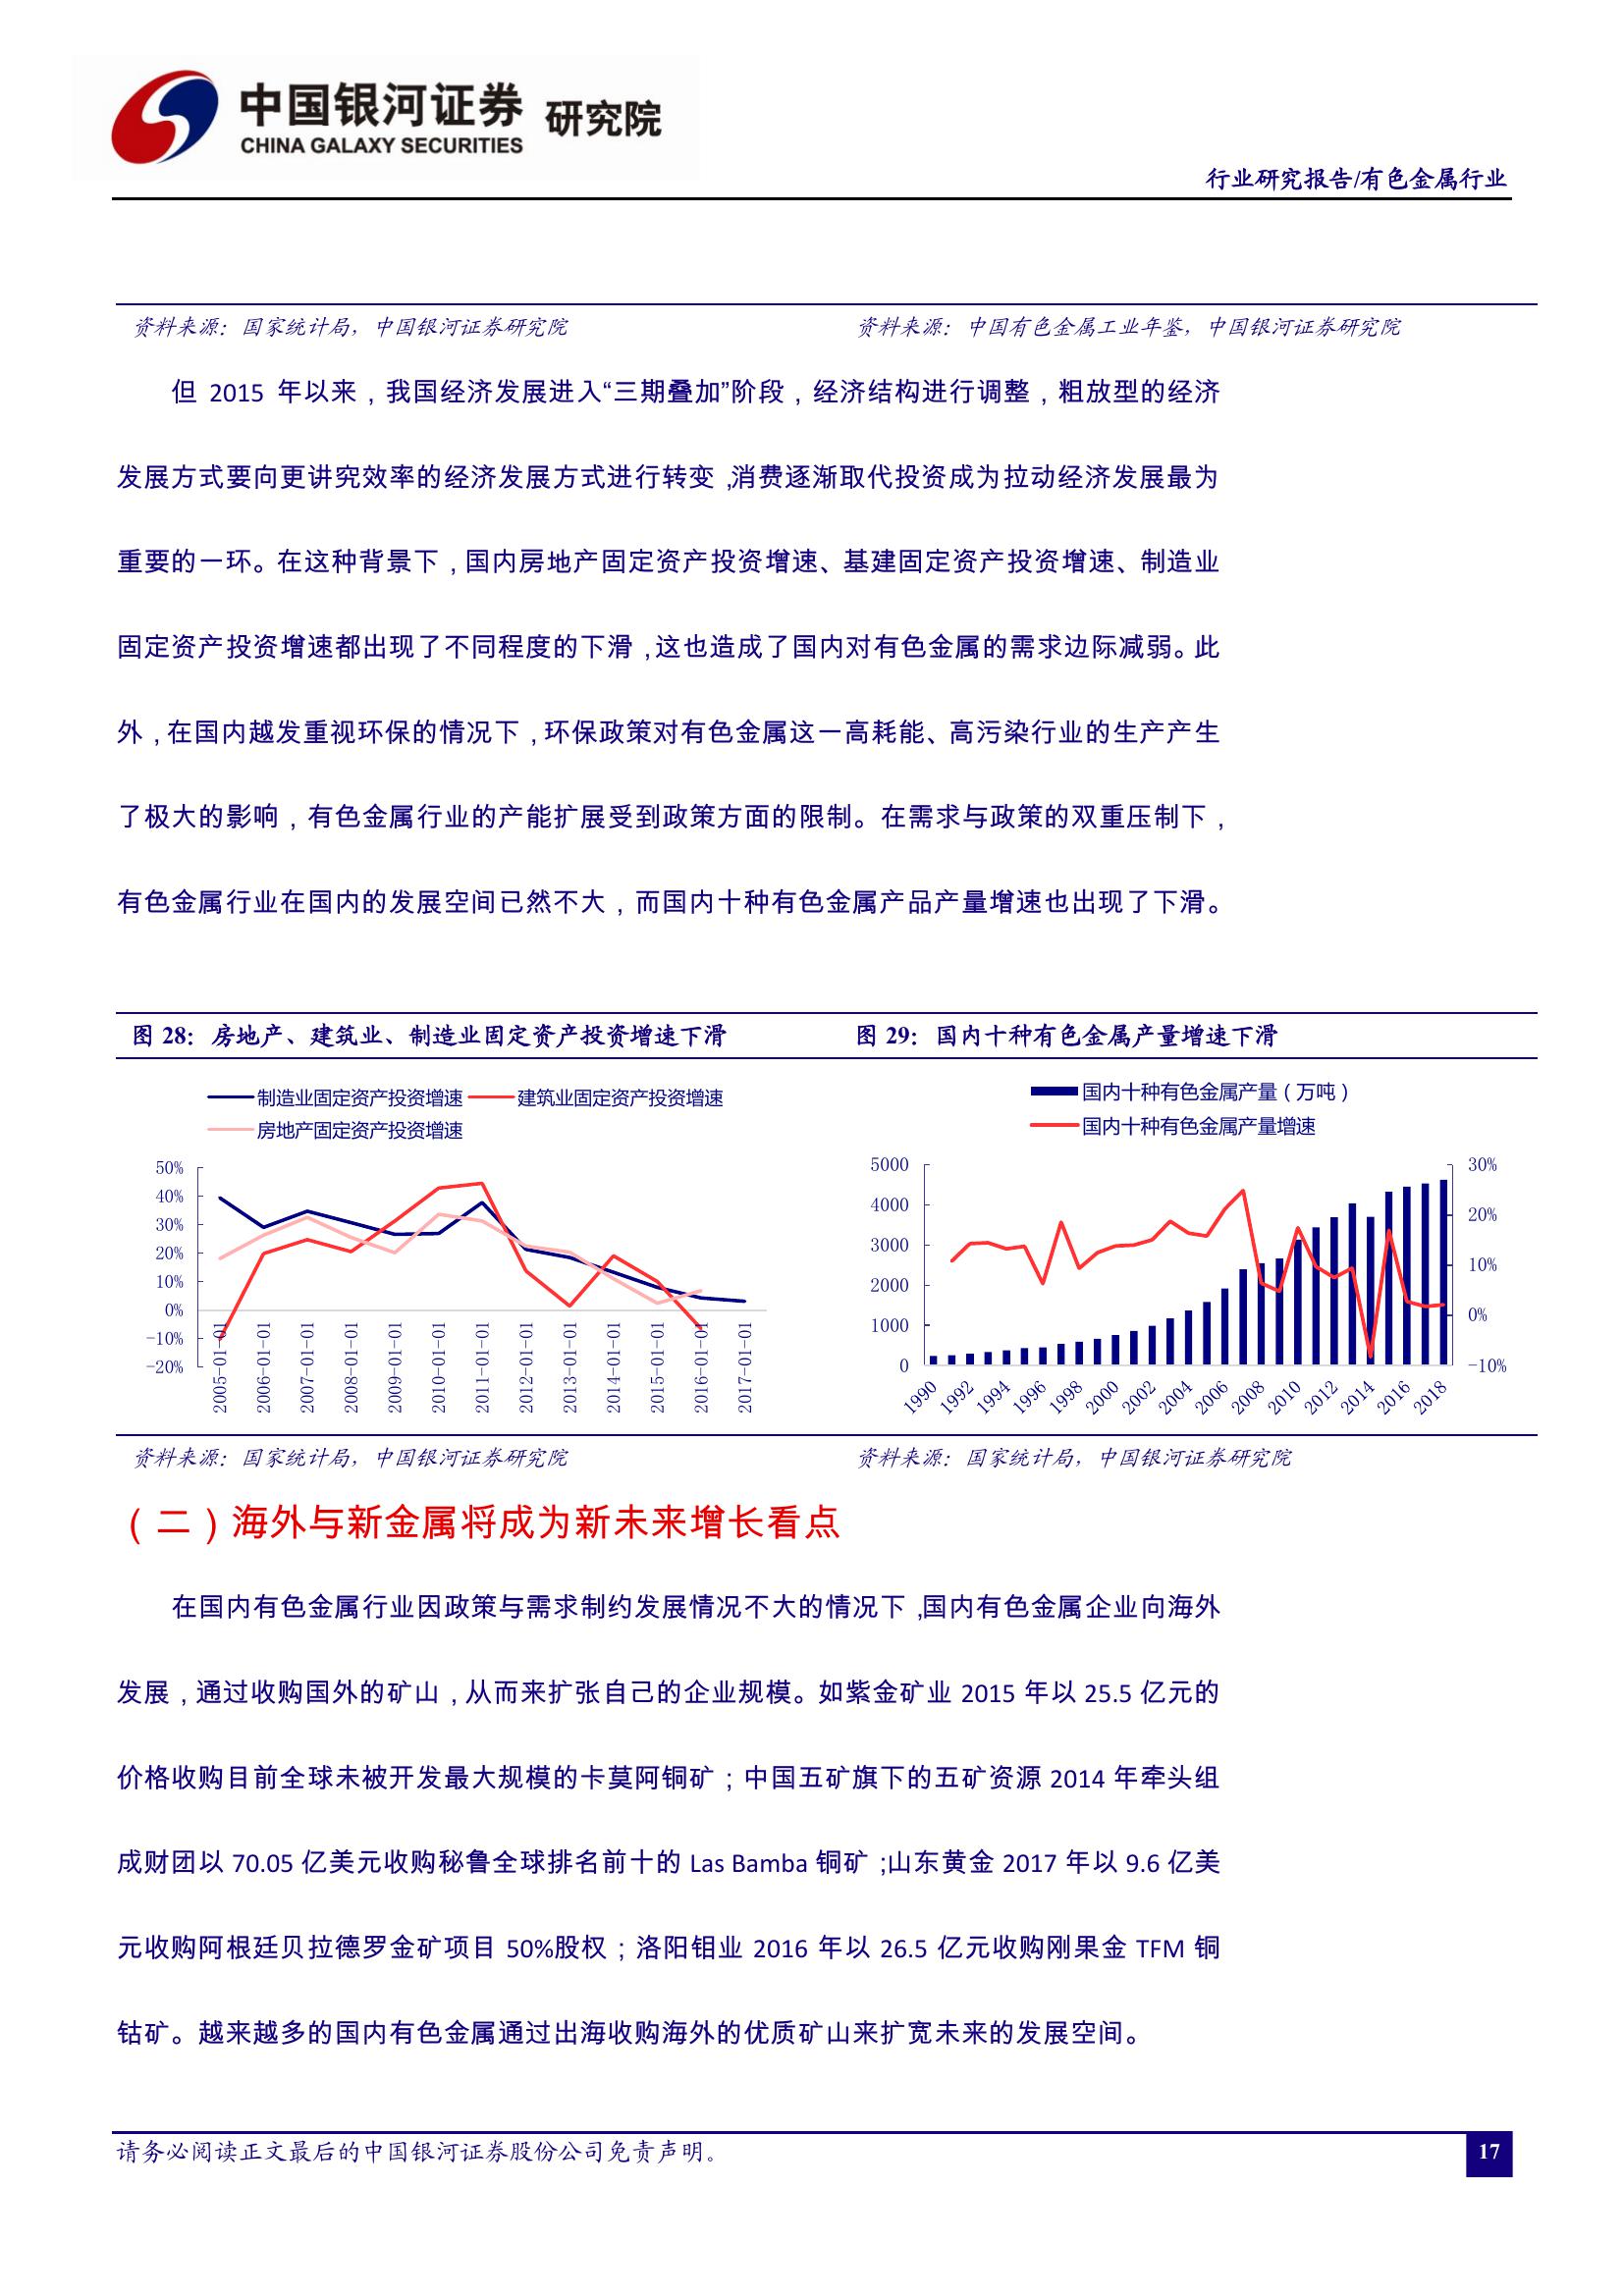 中国银河证券 研究院
CHINA GALAXY SECURITIES
行业研究报告/有色金属行业
资料来源：国家统计局，中国银河证券研究院
资料来源：中国有色金属工业年鉴，中国银河证券研究院
但 2015 年以来，我国经济发展进入“三期叠加”阶段，经济结构进行调整，粗放型的经济
发展方式要向更讲究效率的经济发展方式进行转变，消费逐渐取代投资成为拉动经济发展最为
重要的一环。在这种背景下，国内房地产固定资产投资增速、基建固定资产投资增速、制造业
固定资产投资增速都出现了不同程度的下滑，这也造成了国内对有色金属的需求边际减弱。此
外，在国内越发重视环保的情况下，环保政策对有色金属这一高耗能、高污染行业的生产产生
了极大的影响，有色金属行业的产能扩展受到政策方面的限制。在需求与政策的双重压制下，
有色金属行业在国内的发展空间已然不大，而国内十种有色金属产品产量增速也出现了下滑。
图 28：房地产、建筑业、制造业固定资产投资增速下滑
制造业固定资产投资增速 建筑业固定资产投资增速
房地产固定资产投资增速
50%
40%
30%
20%
10%
0%
-10%
-20%
2005-01-01
2006-01-01
2007-01-01
2008-01-01
2009-01-01
2010-01-01
2011-01-01
2012-01-01
2013-01-01
2014-01-01
2015-01-01
2016-01-01
2017-01-01
资料来源：国家统计局，中国银河证券研究院
图 29：国内十种有色金属产量增速下滑
国内十种有色金属产量（万吨）
国内十种有色金属产量增速
5000
4000
3000
2000
1000
0
30%
20%
10%
0%
-10%
1990
1992
1994
1996
1998
2000
2002
2004
2006
2008
2010
2012
2014
2016
2018
资料来源：国家统计局，中国银河证券研究院
（二）海外与新金属将成为新未来增长看点
在国内有色金属行业因政策与需求制约发展情况不大的情况下，国内有色金属企业向海外
发展，通过收购国外的矿山，从而来扩张自己的企业规模。如紫金矿业 2015 年以 25.5 亿元的
价格收购目前全球未被开发最大规模的卡莫阿铜矿；中国五矿旗下的五矿资源 2014 年牵头组
成财团以 70.05 亿美元收购秘鲁全球排名前十的 Las Bamba 铜矿；山东黄金 2017 年以 9.6 亿美
元收购阿根廷贝拉德罗金矿项目 50%股权；洛阳钼业 2016 年以 26.5 亿元收购刚果金 TFM 铜
钴矿。越来越多的国内有色金属通过出海收购海外的优质矿山来扩宽未来的发展空间。
请务必阅读正文最后的中国银河证券股份公司免责声明。
17